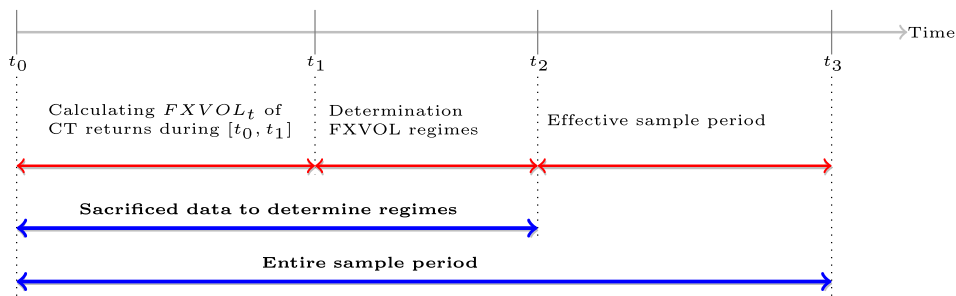 Time
t₀ t₁ t₂ t₃
Calculating FXVOLₜ of
CT returns during [t₀, t₁]
Determination
FXVOL regimes
Effective sample period
Sacrificed data to determine regimes
Entire sample period